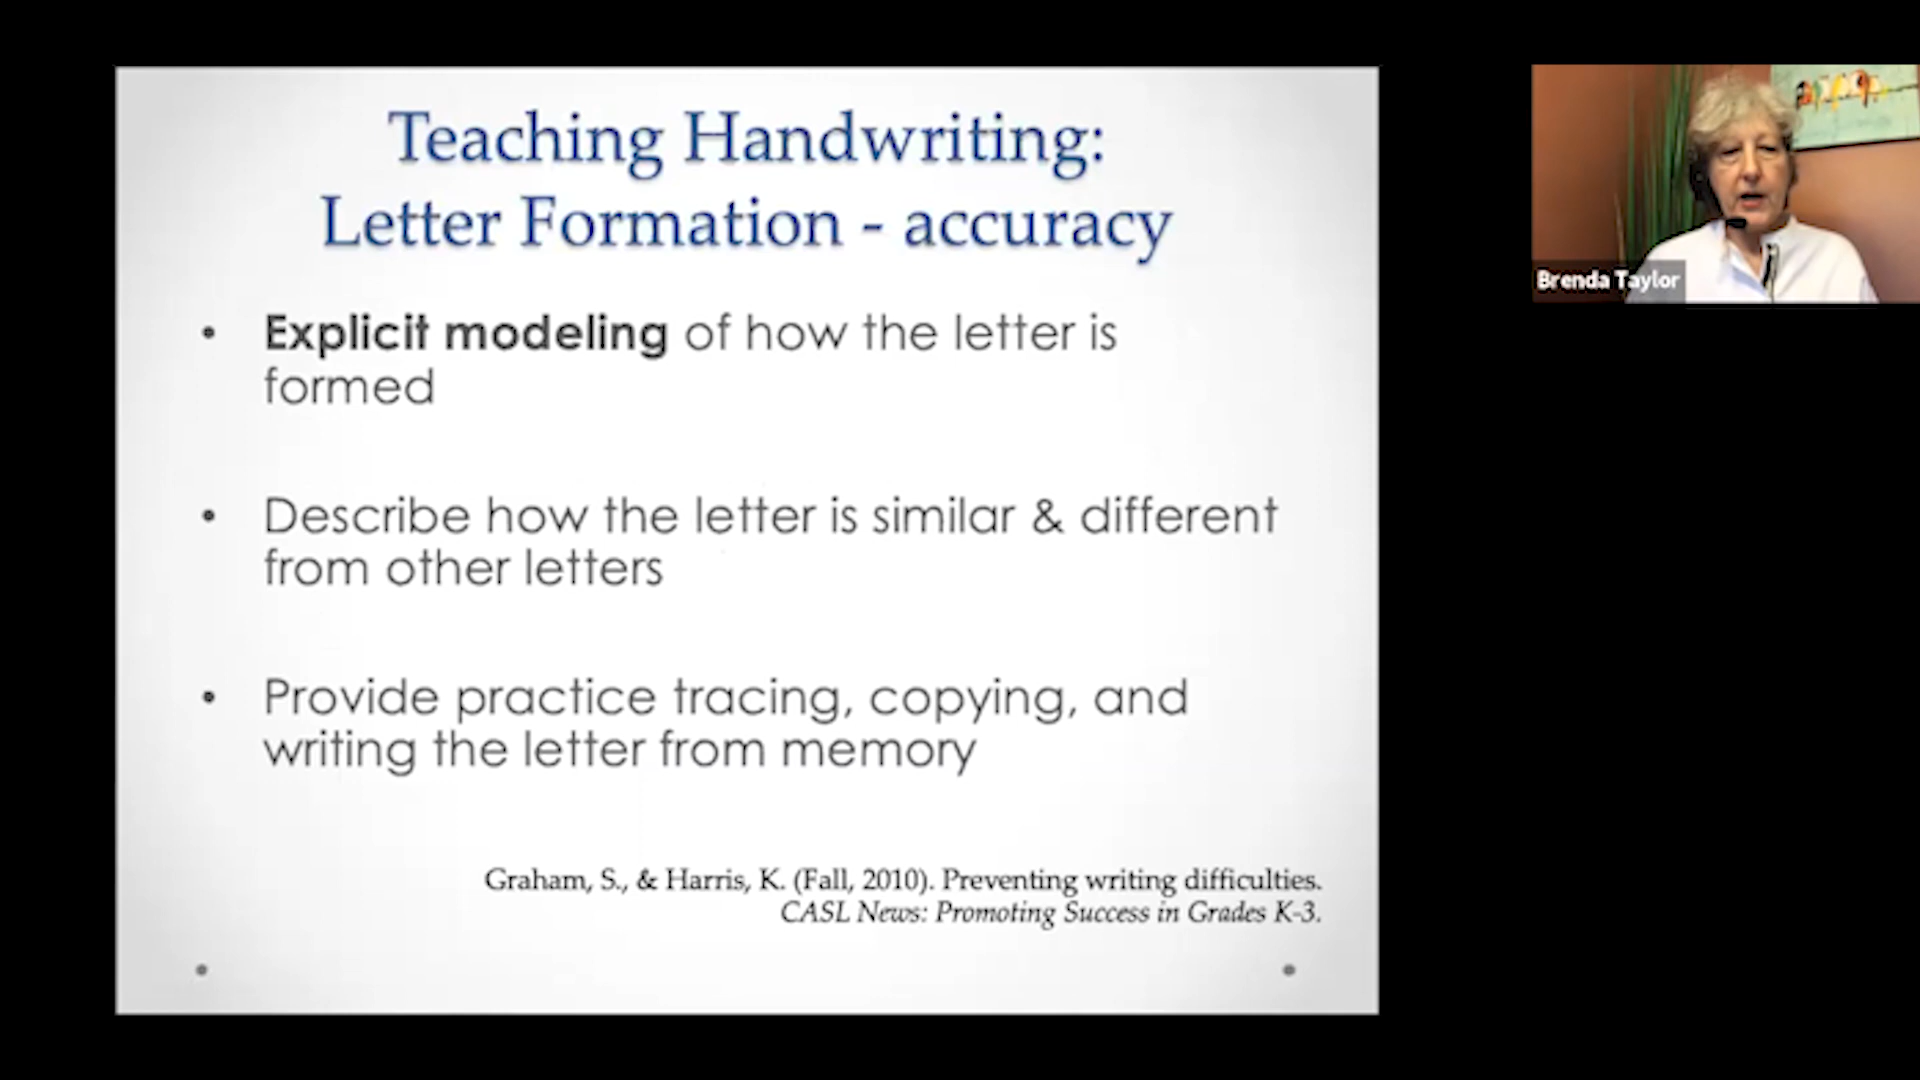 Teaching Handwriting:
Letter Formation - accuracy
• Explicit modeling of how the letter is
formed
• Describe how the letter is similar & different
from other letters
• Provide practice tracing, copying, and
writing the letter from memory
Graham, S., & Harris, K. (Fall, 2010). Preventing writing difficulties.
CASL News: Promoting Success in Grades K-3.
Brenda Taylor